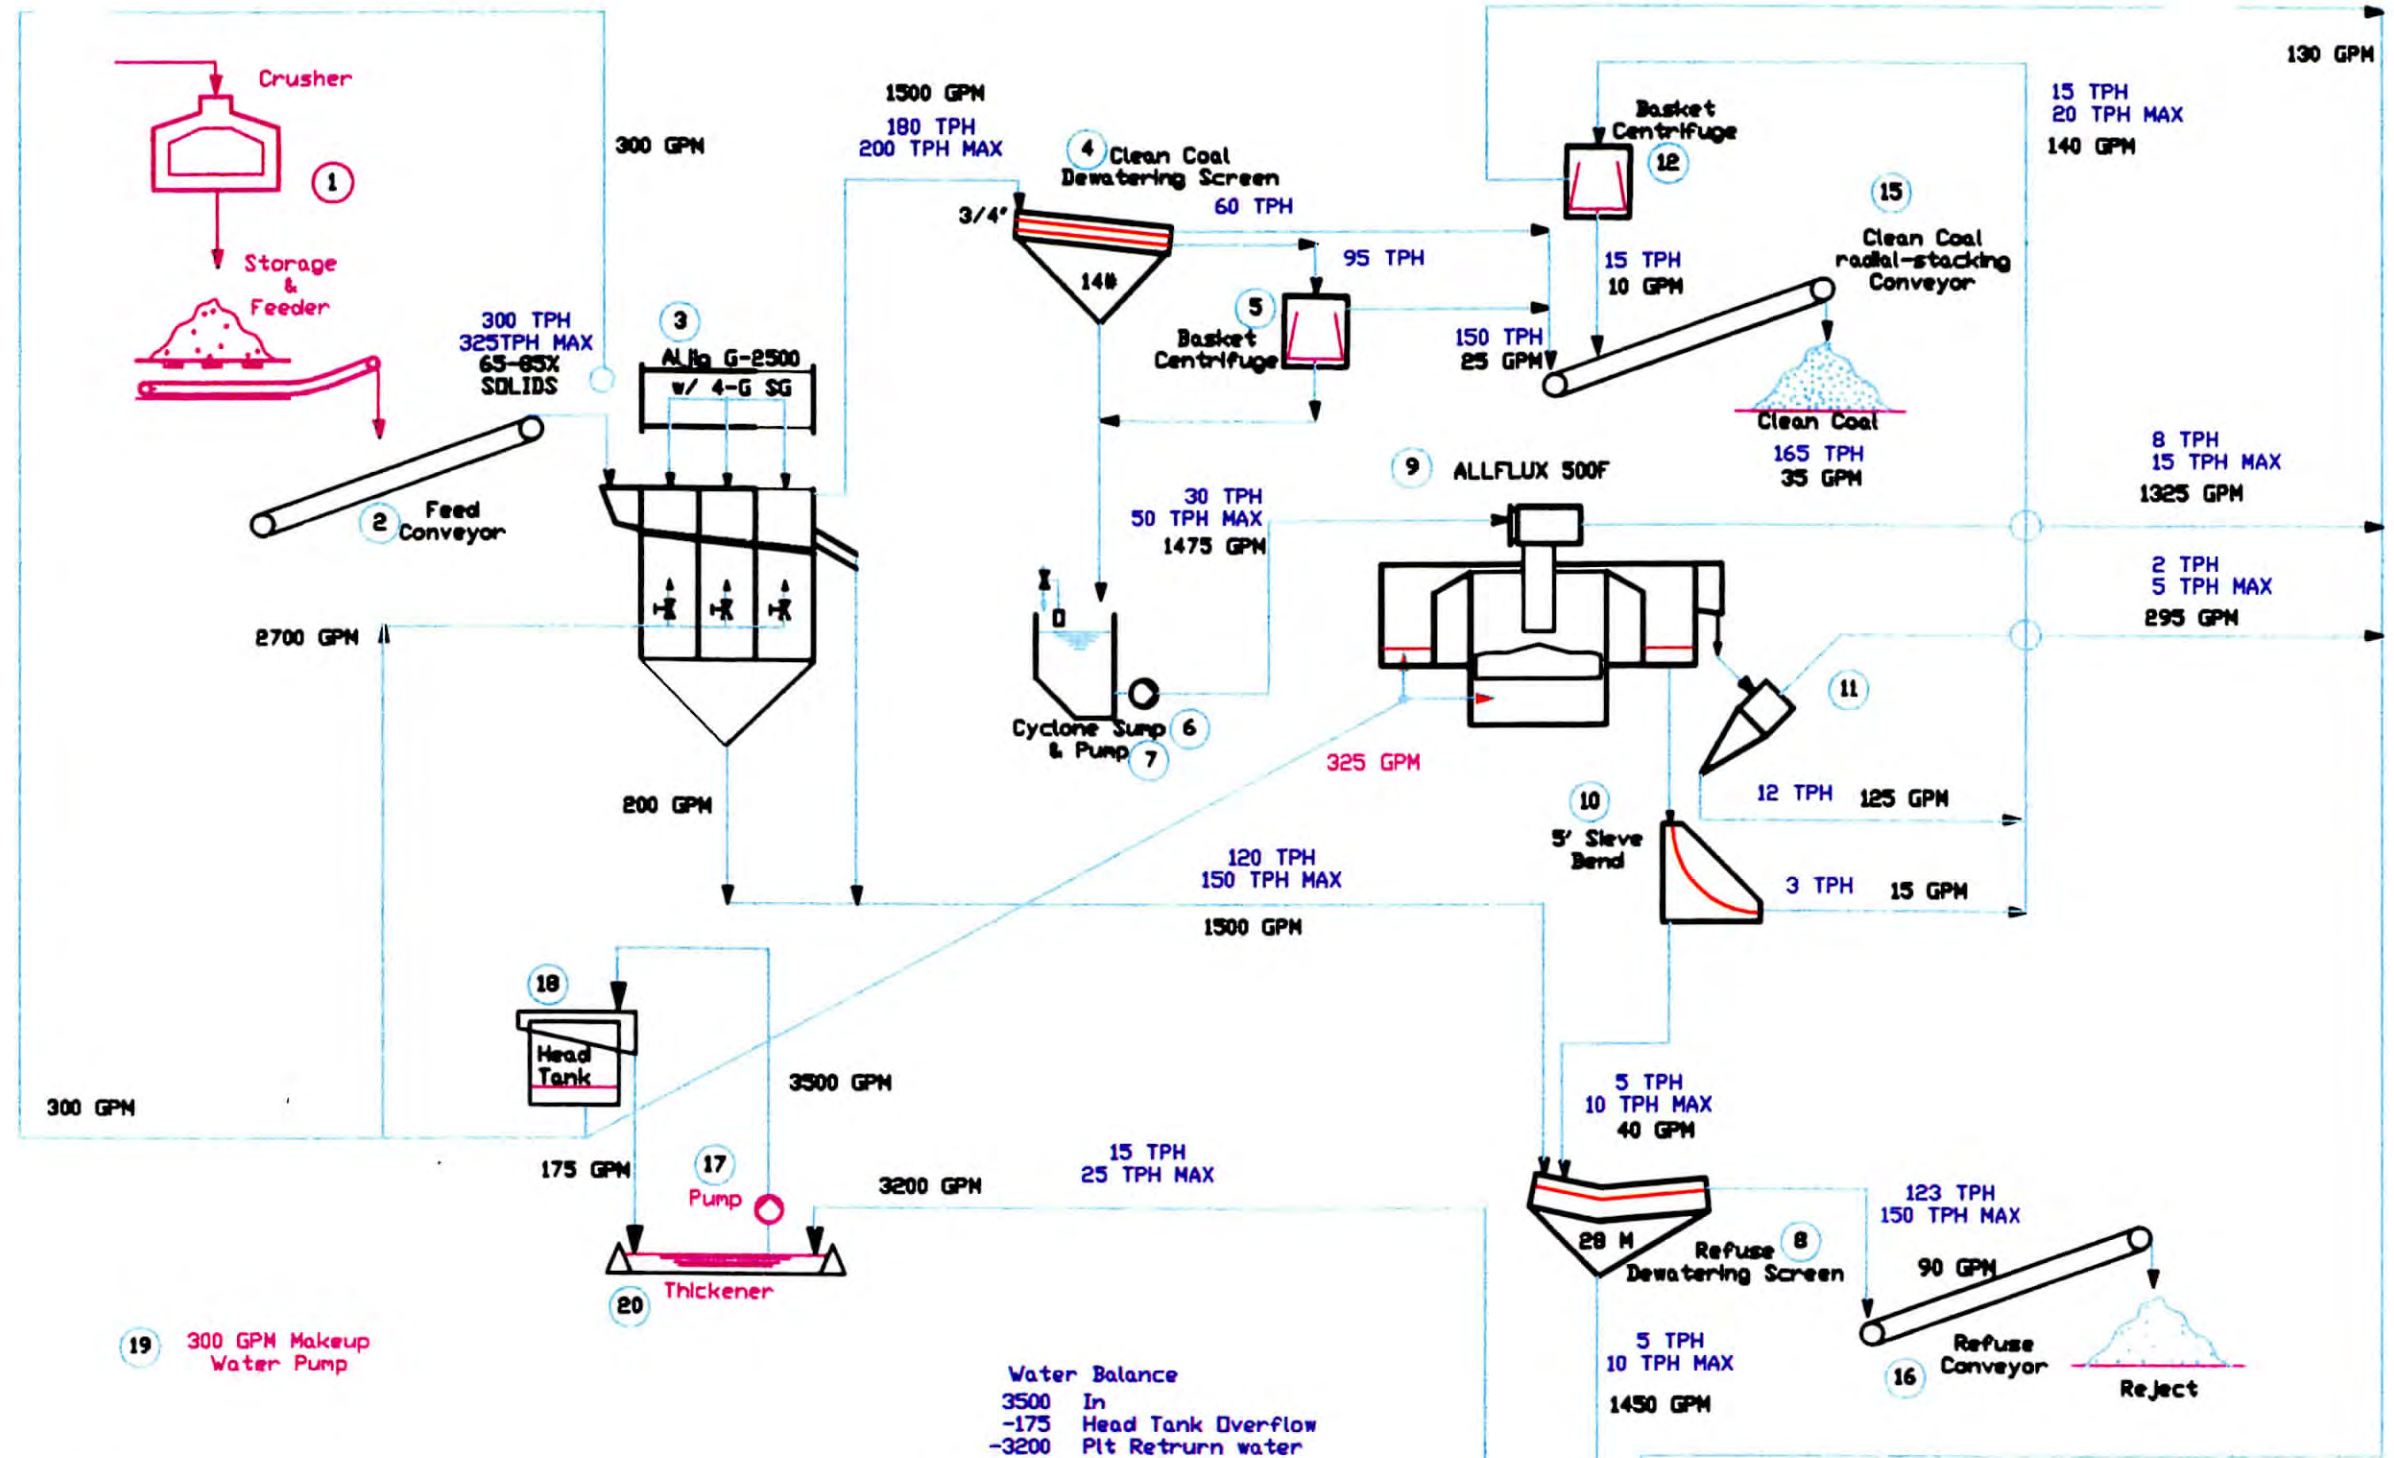 130 GPM
15 TPH
20 TPH MAX
140 GPM
Crusher
1
300 GPM
1500 GPM
180 TPH
200 TPH MAX
4
Clean Coal
Dewatering Screen
3/4"
14#
60 TPH
95 TPH
Basket
Centrifuge
12
15
Clean Coal
radial-stacking
Conveyor
15 TPH
10 GPM
Storage
&
Feeder
300 TPH
325TPH MAX
65-85%
SOLIDS
3
ALjig G-2500
w/ 4-G SG
5
Basket
Centrifuge
150 TPH
25 GPM
Clean Coal
165 TPH
35 GPM
2
Feed
Conveyor
30 TPH
50 TPH MAX
1475 GPM
9
ALLFLUX 500F
8 TPH
15 TPH MAX
1325 GPM
2 TPH
5 TPH MAX
295 GPM
2700 GPM
Cyclone Sump
& Pump
6
7
11
325 GPM
200 GPM
12 TPH
125 GPM
10
5' Sieve
Bend
3 TPH
15 GPM
120 TPH
150 TPH MAX
1500 GPM
18
Head
Tank
3500 GPM
300 GPM
175 GPM
17
Pump
3200 GPM
15 TPH
25 TPH MAX
5 TPH
10 TPH MAX
40 GPM
28 M
Refuse
Dewatering Screen
8
123 TPH
150 TPH MAX
90 GPM
20
Thickener
16
Refuse
Conveyor
Reject
19
300 GPM Makeup
Water Pump
5 TPH
10 TPH MAX
1450 GPM
Water Balance
3500 In
-175 Head Tank Overflow
-3200 Plt Retrurn water